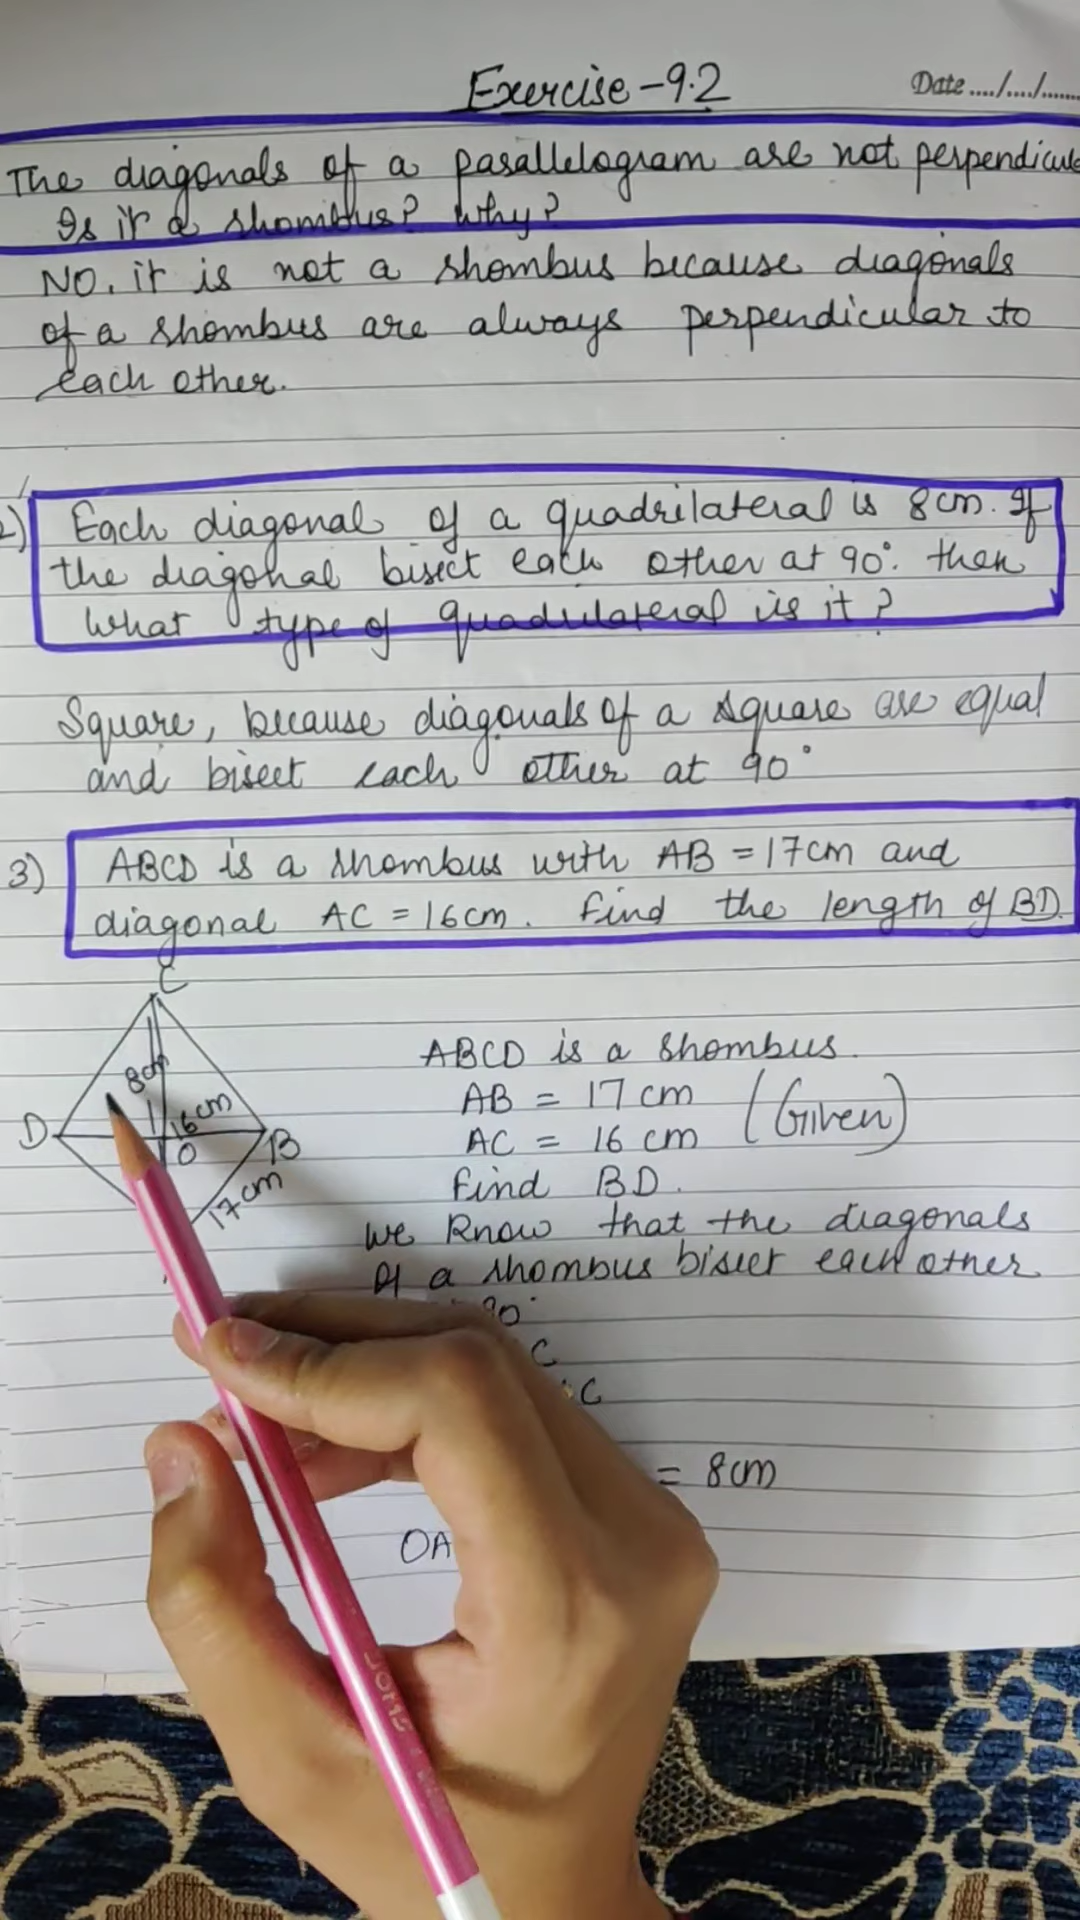 Exercise-9.2
Date ..../..../.......
The diagonals of a parallelogram are not perpendicul
Is it a rhombus? Why?
NO, it is not a rhombus because diagonals
of a rhombus are always perpendicular to
each other.
2) Each diagonal of a quadrilateral is 8cm. If
the diagonal bisect each other at 90°. then
what type of quadrilateral is it?
Square, because diagonals of a square are equal
and bisect each other at 90°
3) ABCD is a rhombus with AB = 17cm and
diagonal AC = 16cm. Find the length of BD.
C
8cm
16cm
D
O
B
17cm
ABCD is a rhombus.
AB = 17 cm
AC = 16 cm (Given)
Find BD.
We Know that the diagonals
of a rhombus bisect each other
90°
C
C
= 8cm
OA
DOMS